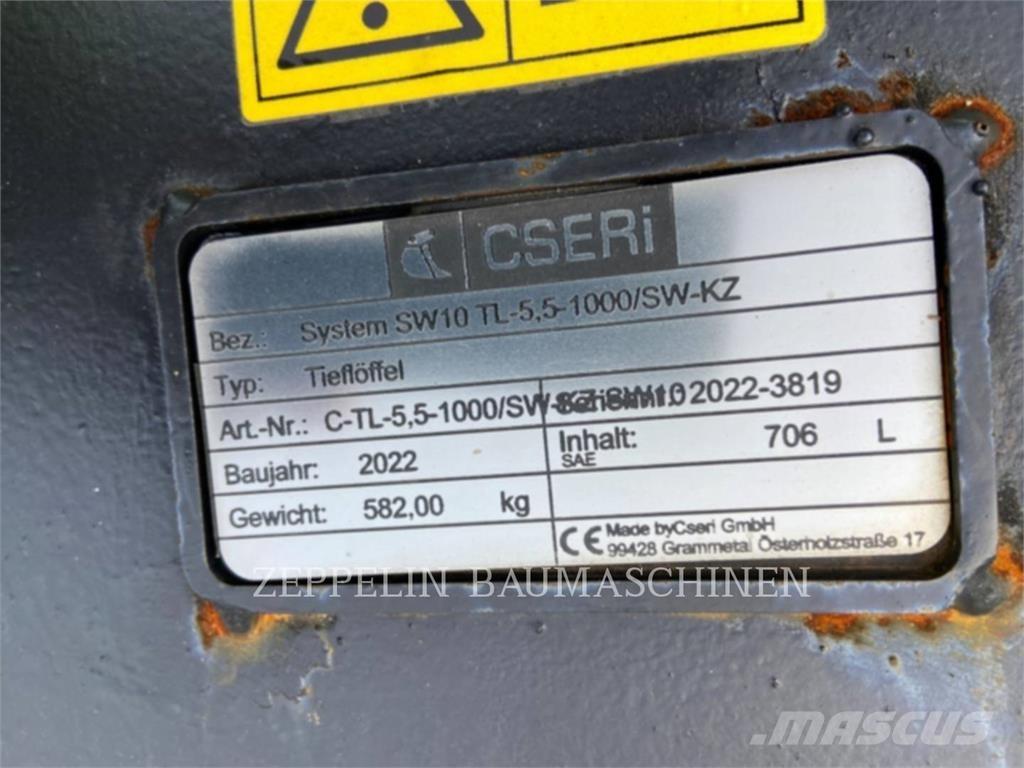 CSERi
Bez.: System SW10 TL-5,5-1000/SW-KZ
Typ: Tieflöffel
Art.-Nr.: C-TL-5,5-1000/SW-KZ SW10 2022-3819
Baujahr: 2022 Inhalt: 706 L
SAE
Gewicht: 582,00 kg
CE Made byCseri GmbH
99428 Grammetal Österholzstraße 17
ZEPPELIN BAUMASCHINEN
MASCUS